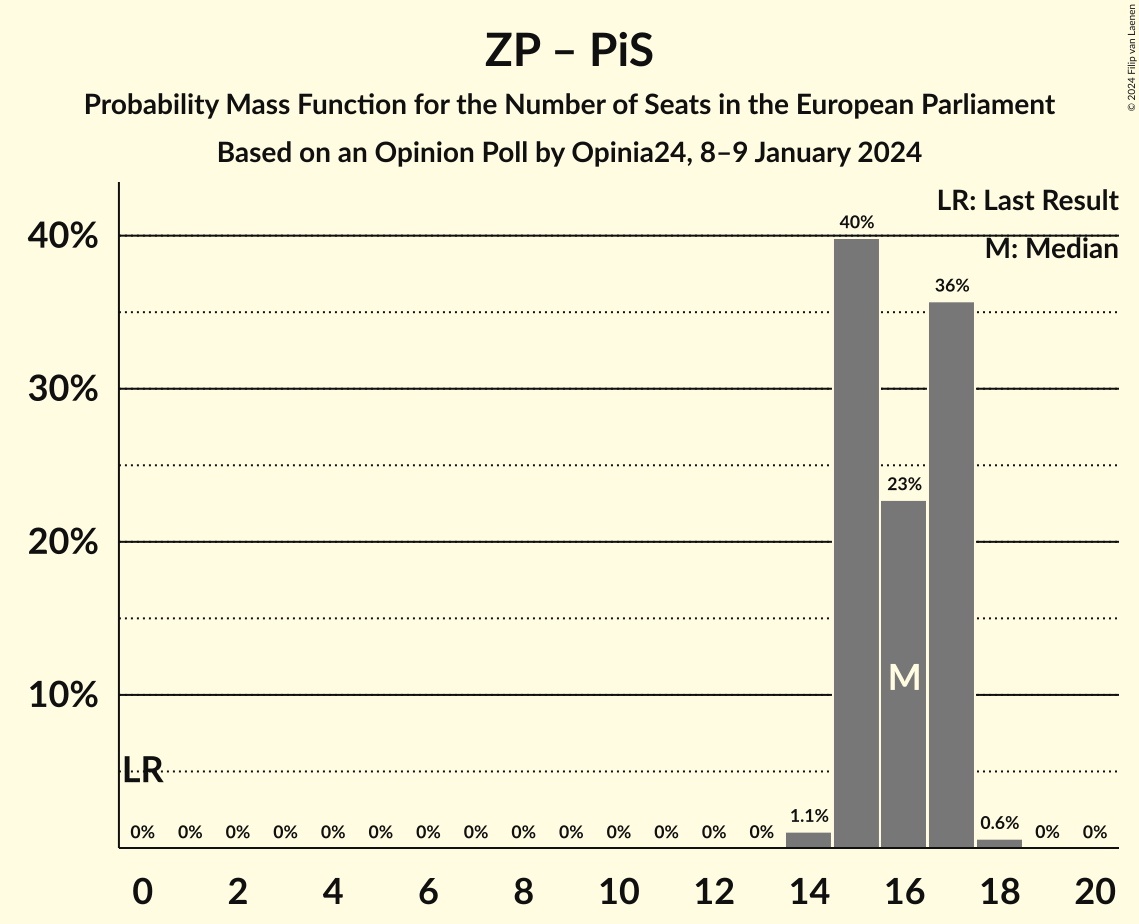 ZP – PiS
Probability Mass Function for the Number of Seats in the European Parliament
Based on an Opinion Poll by Opinia24, 8–9 January 2024
© 2024 Filip van Laenen
LR: Last Result
M: Median
40%
30%
20%
10%
40%
36%
23%
M
LR
0% 0% 0% 0% 0% 0% 0% 0% 0% 0% 0% 0% 0% 0% 1.1% 0.6% 0% 0%
0 2 4 6 8 10 12 14 16 18 20